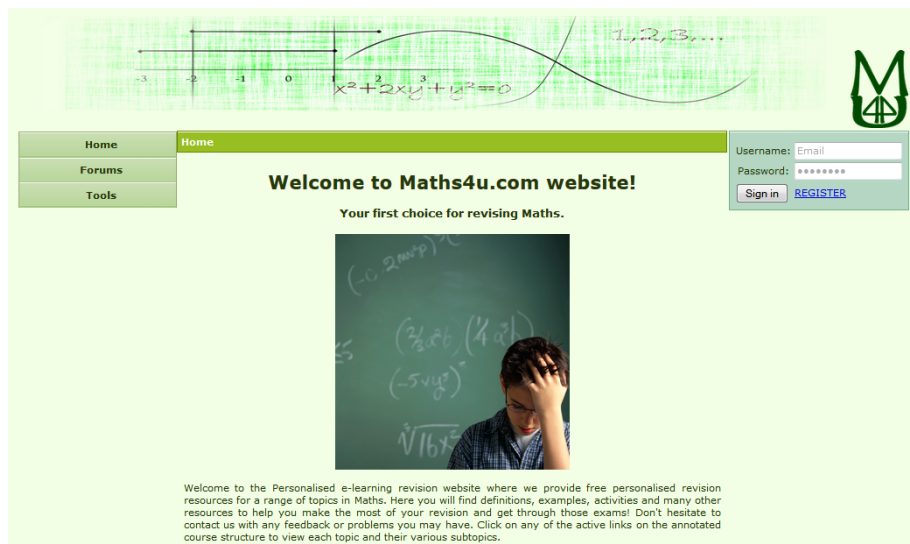 1,2,3,...
-3 -2 -1 0 1 2 3
x²+2xy+y²=0
M4U
Home
Forums
Tools
Home
Username: Email
Password: ••••••••
Sign in REGISTER
Welcome to Maths4u.com website!
Your first choice for revising Maths.
Welcome to the Personalised e-learning revision website where we provide free personalised revision
resources for a range of topics in Maths. Here you will find definitions, examples, activities and many other
resources to help you make the most of your revision and get through those exams! Don't hesitate to
contact us with any feedback or problems you may have. Click on any of the active links on the annotated
course structure to view each topic and their various subtopics.